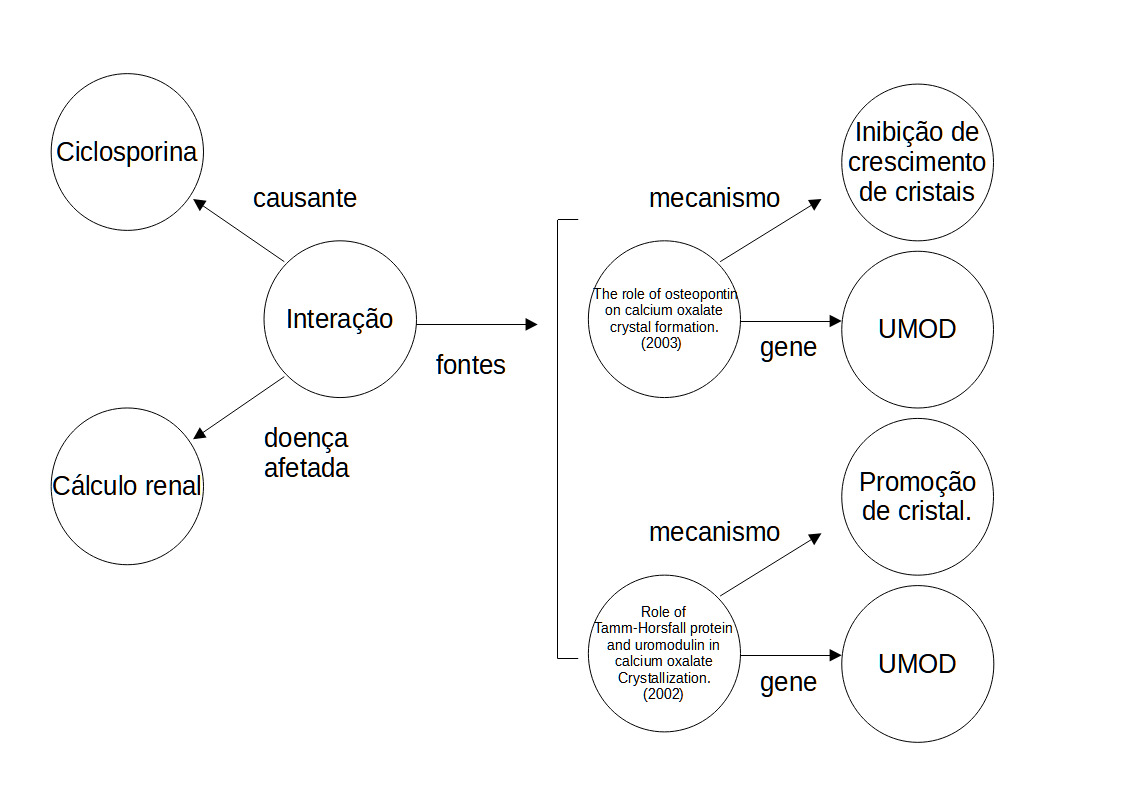 Ciclosporina
causante
Interação
fontes
doença
afetada
Cálculo renal
mecanismo
Inibição de
crescimento
de cristais
The role of osteopontin
on calcium oxalate
crystal formation.
(2003)
gene
UMOD
mecanismo
Promoção
de cristal.
Role of
Tamm-Horsfall protein
and uromodulin in
calcium oxalate
Crystallization.
(2002)
gene
UMOD